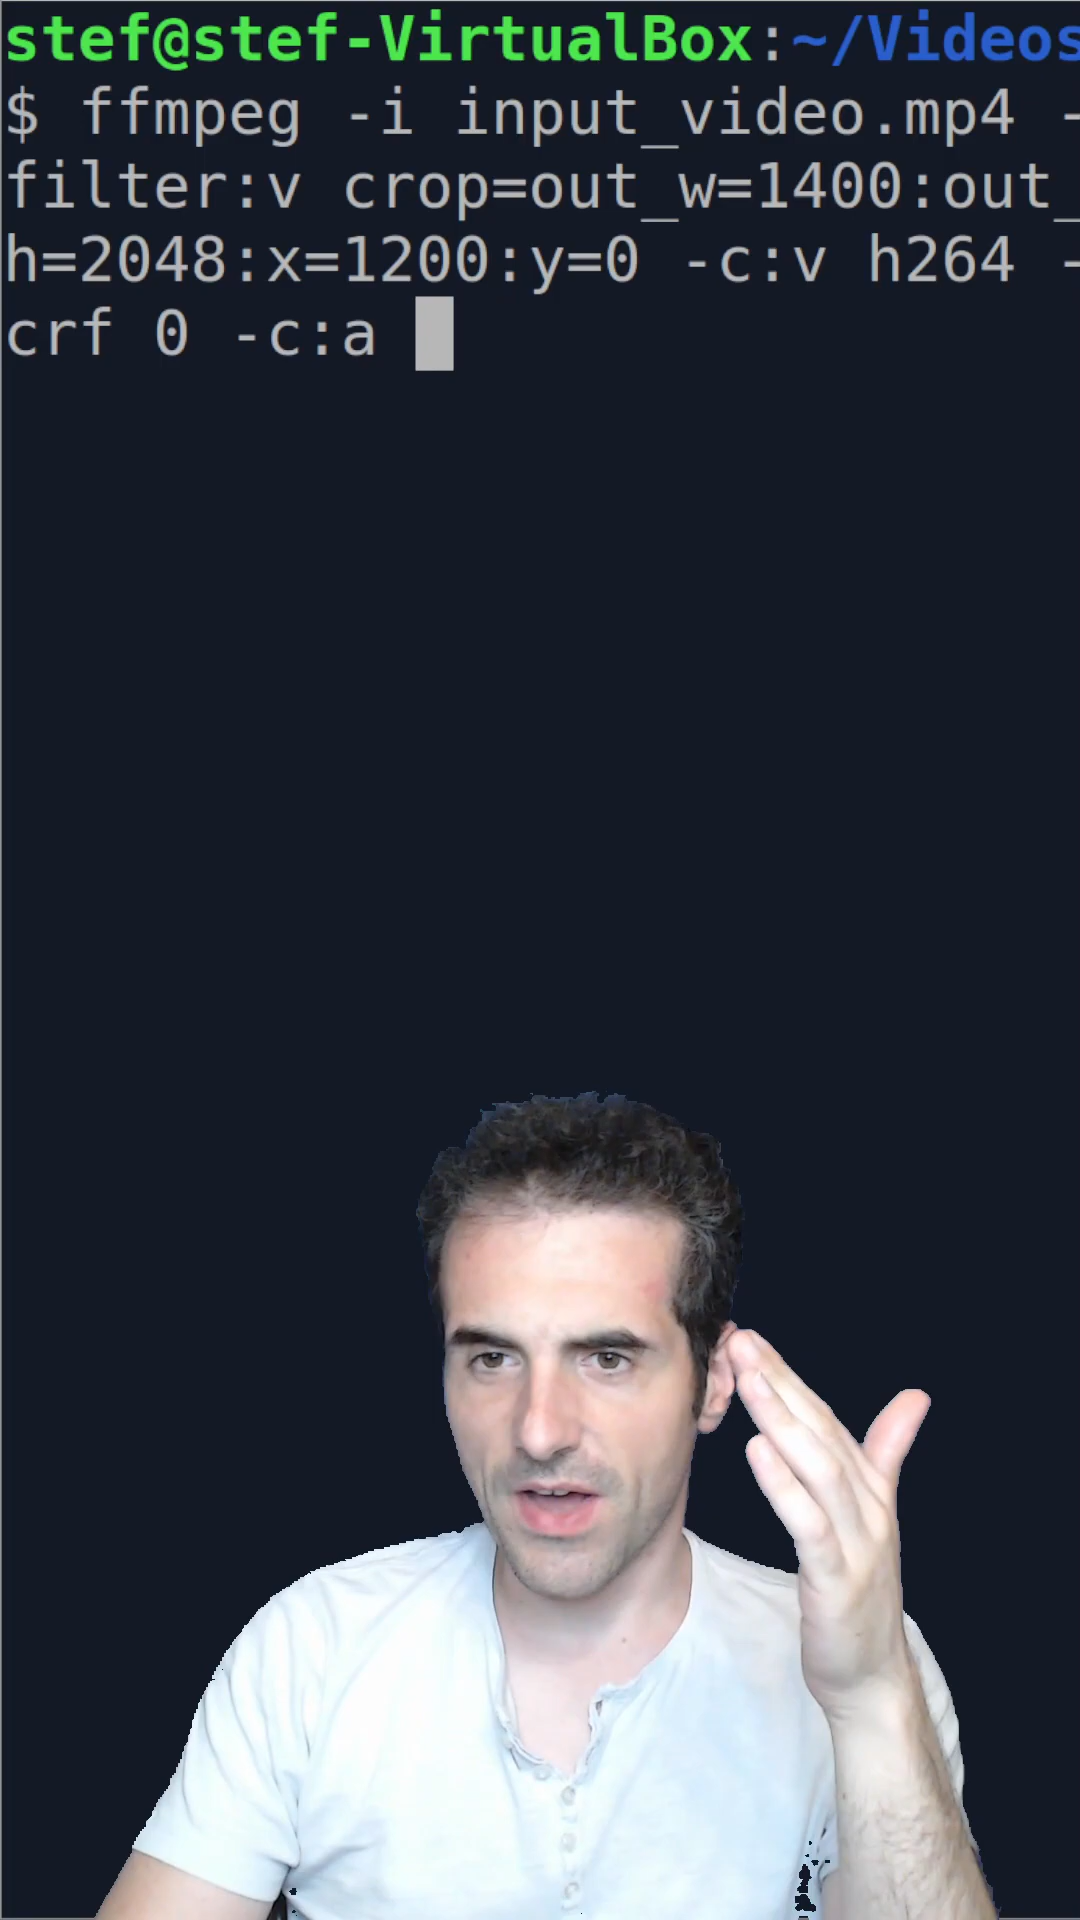 stef@stef-VirtualBox:~/Videos
$ ffmpeg -i input_video.mp4 -
filter:v crop=out_w=1400:out_
h=2048:x=1200:y=0 -c:v h264 -
crf 0 -c:a